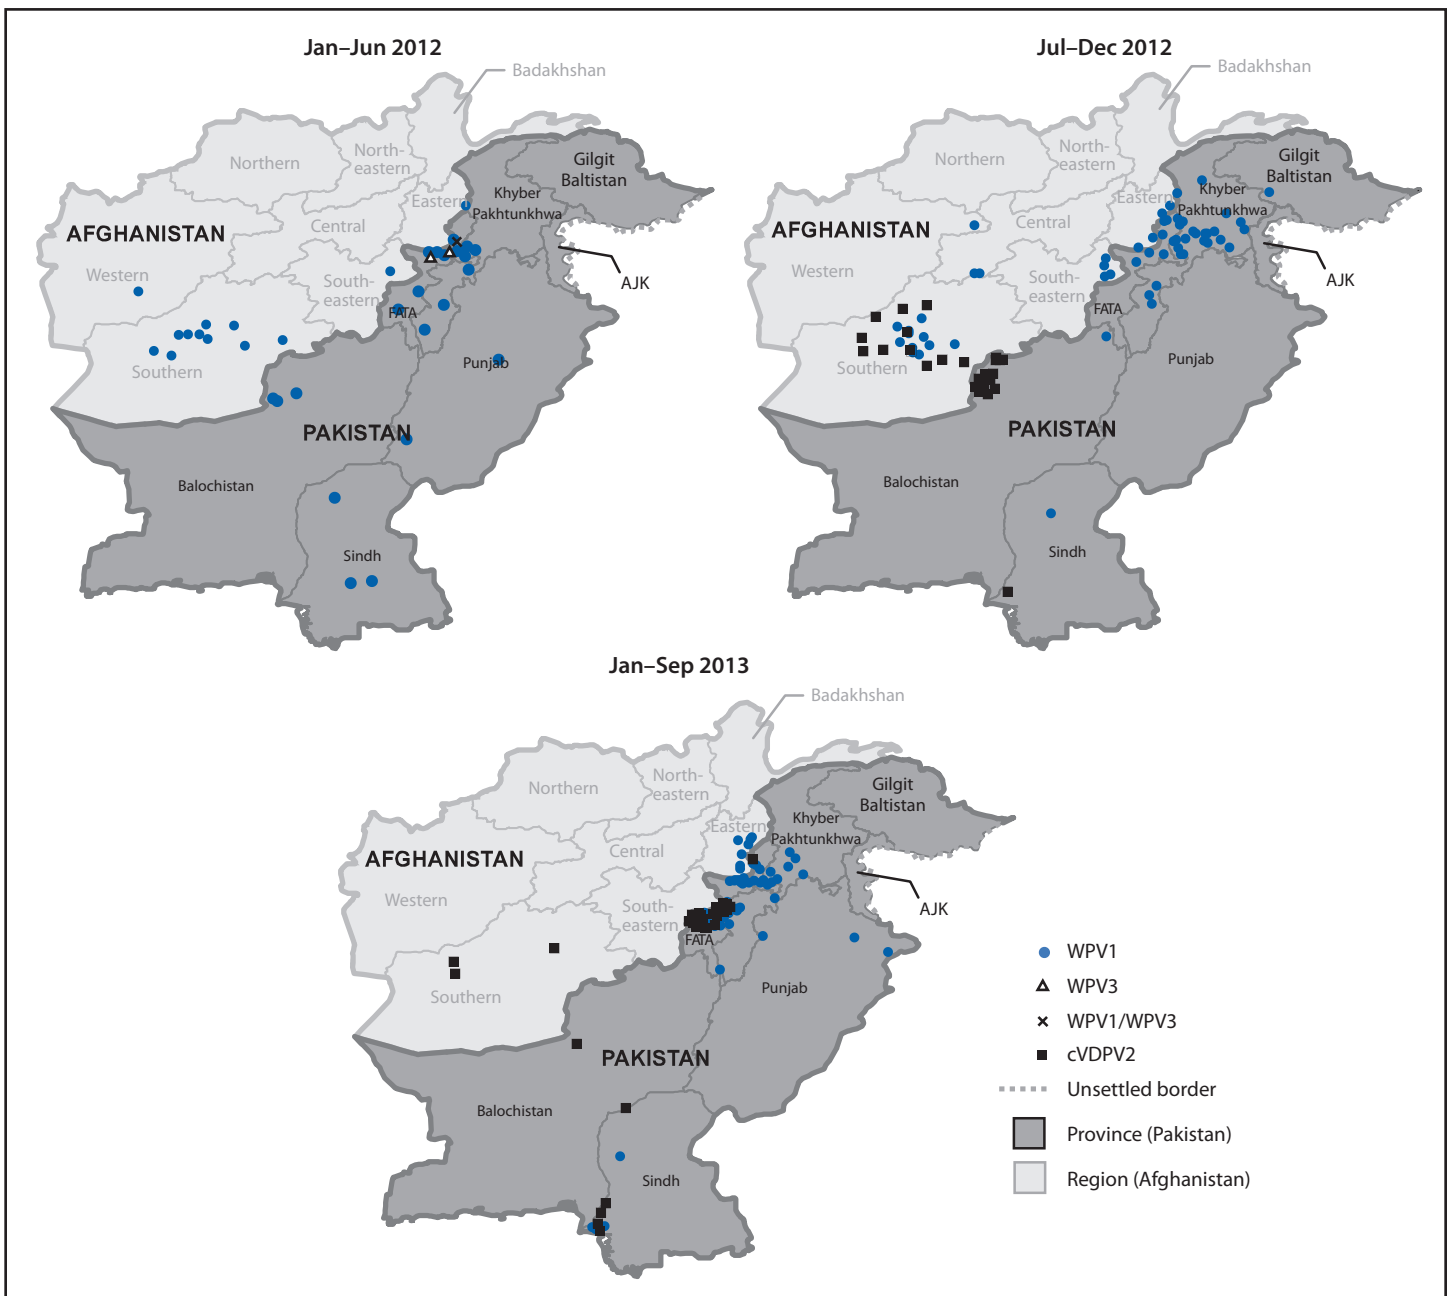 Jan–Jun 2012
Badakhshan
North-
eastern
Northern
Gilgit
Baltistan
Khyber
Pakhtunkhwa
Eastern
Central
AFGHANISTAN
Western
South-
eastern
AJK
FATA
Southern
Punjab
PAKISTAN
Balochistan
Sindh
Jul–Dec 2012
Badakhshan
North-
eastern
Northern
Gilgit
Baltistan
Khyber
Pakhtunkhwa
Eastern
Central
AFGHANISTAN
Western
South-
eastern
AJK
FATA
Southern
Punjab
PAKISTAN
Balochistan
Sindh
Jan–Sep 2013
Badakhshan
North-
eastern
Northern
Gilgit
Baltistan
Khyber
Pakhtunkhwa
Eastern
Central
AFGHANISTAN
Western
South-
eastern
AJK
FATA
Southern
Punjab
PAKISTAN
Balochistan
Sindh
WPV1
WPV3
WPV1/WPV3
cVDPV2
Unsettled border
Province (Pakistan)
Region (Afghanistan)